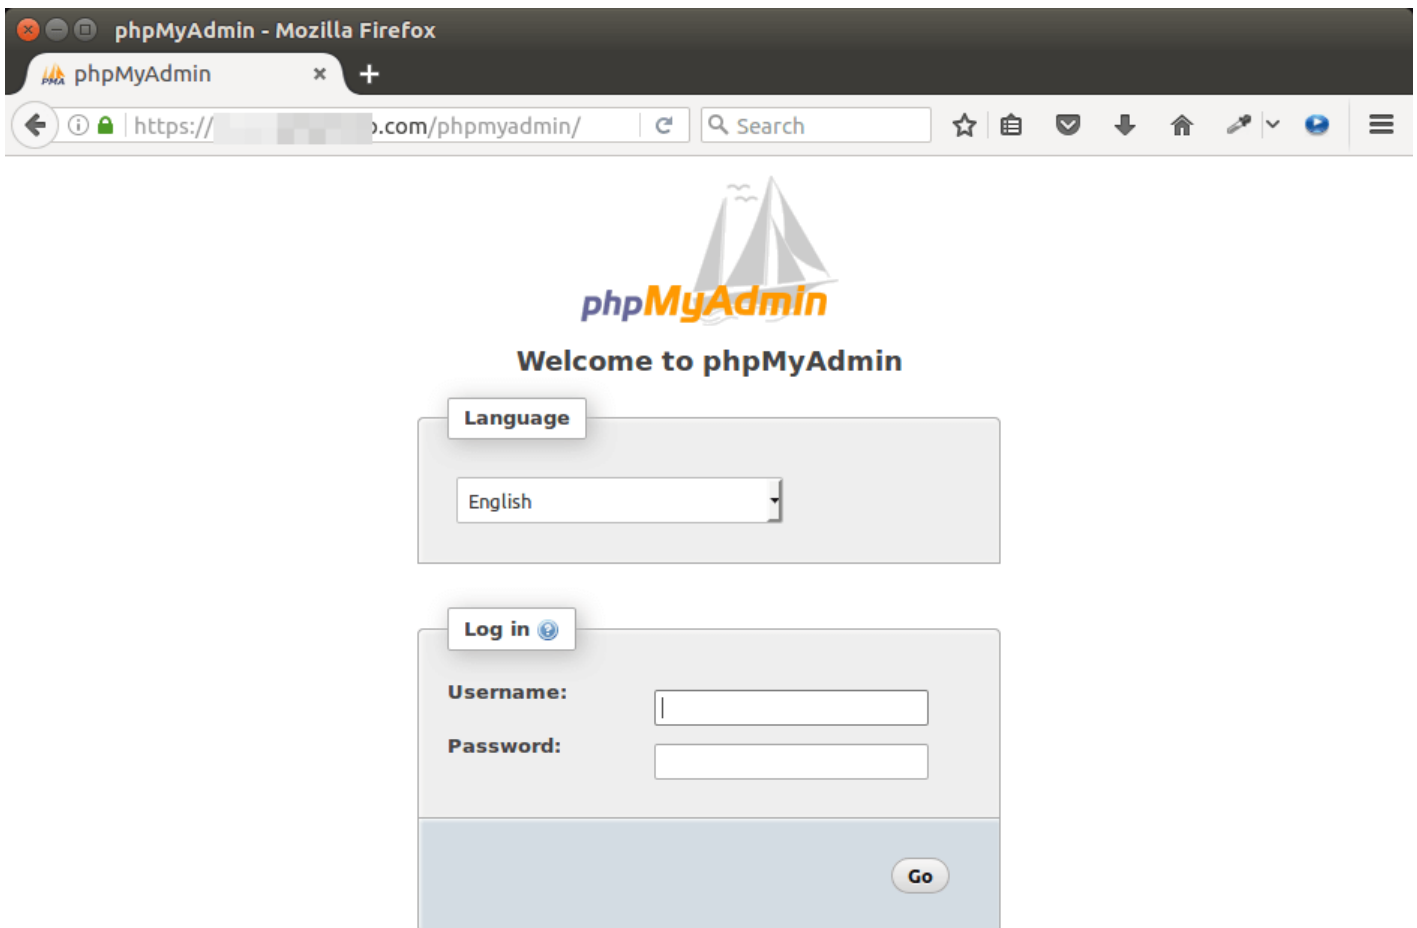 phpMyAdmin - Mozilla Firefox
phpMyAdmin
https://.com/phpmyadmin/
Search
phpMyAdmin
Welcome to phpMyAdmin
Language
English
Log in
Username:
Password:
Go